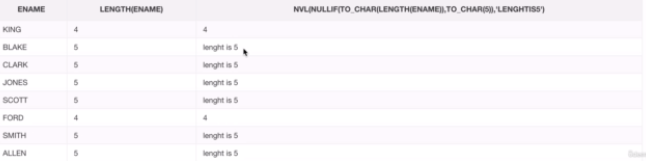 ENAME LENGTH(ENAME) NVL(NULLIF(TO_CHAR(LENGTH(ENAME)),TO_CHAR(5)),'LENGHTIS5')
KING 4 4
BLAKE 5 lenght is 5
CLARK 5 lenght is 5
JONES 5 lenght is 5
SCOTT 5 lenght is 5
FORD 4 4
SMITH 5 lenght is 5
ALLEN 5 lenght is 5